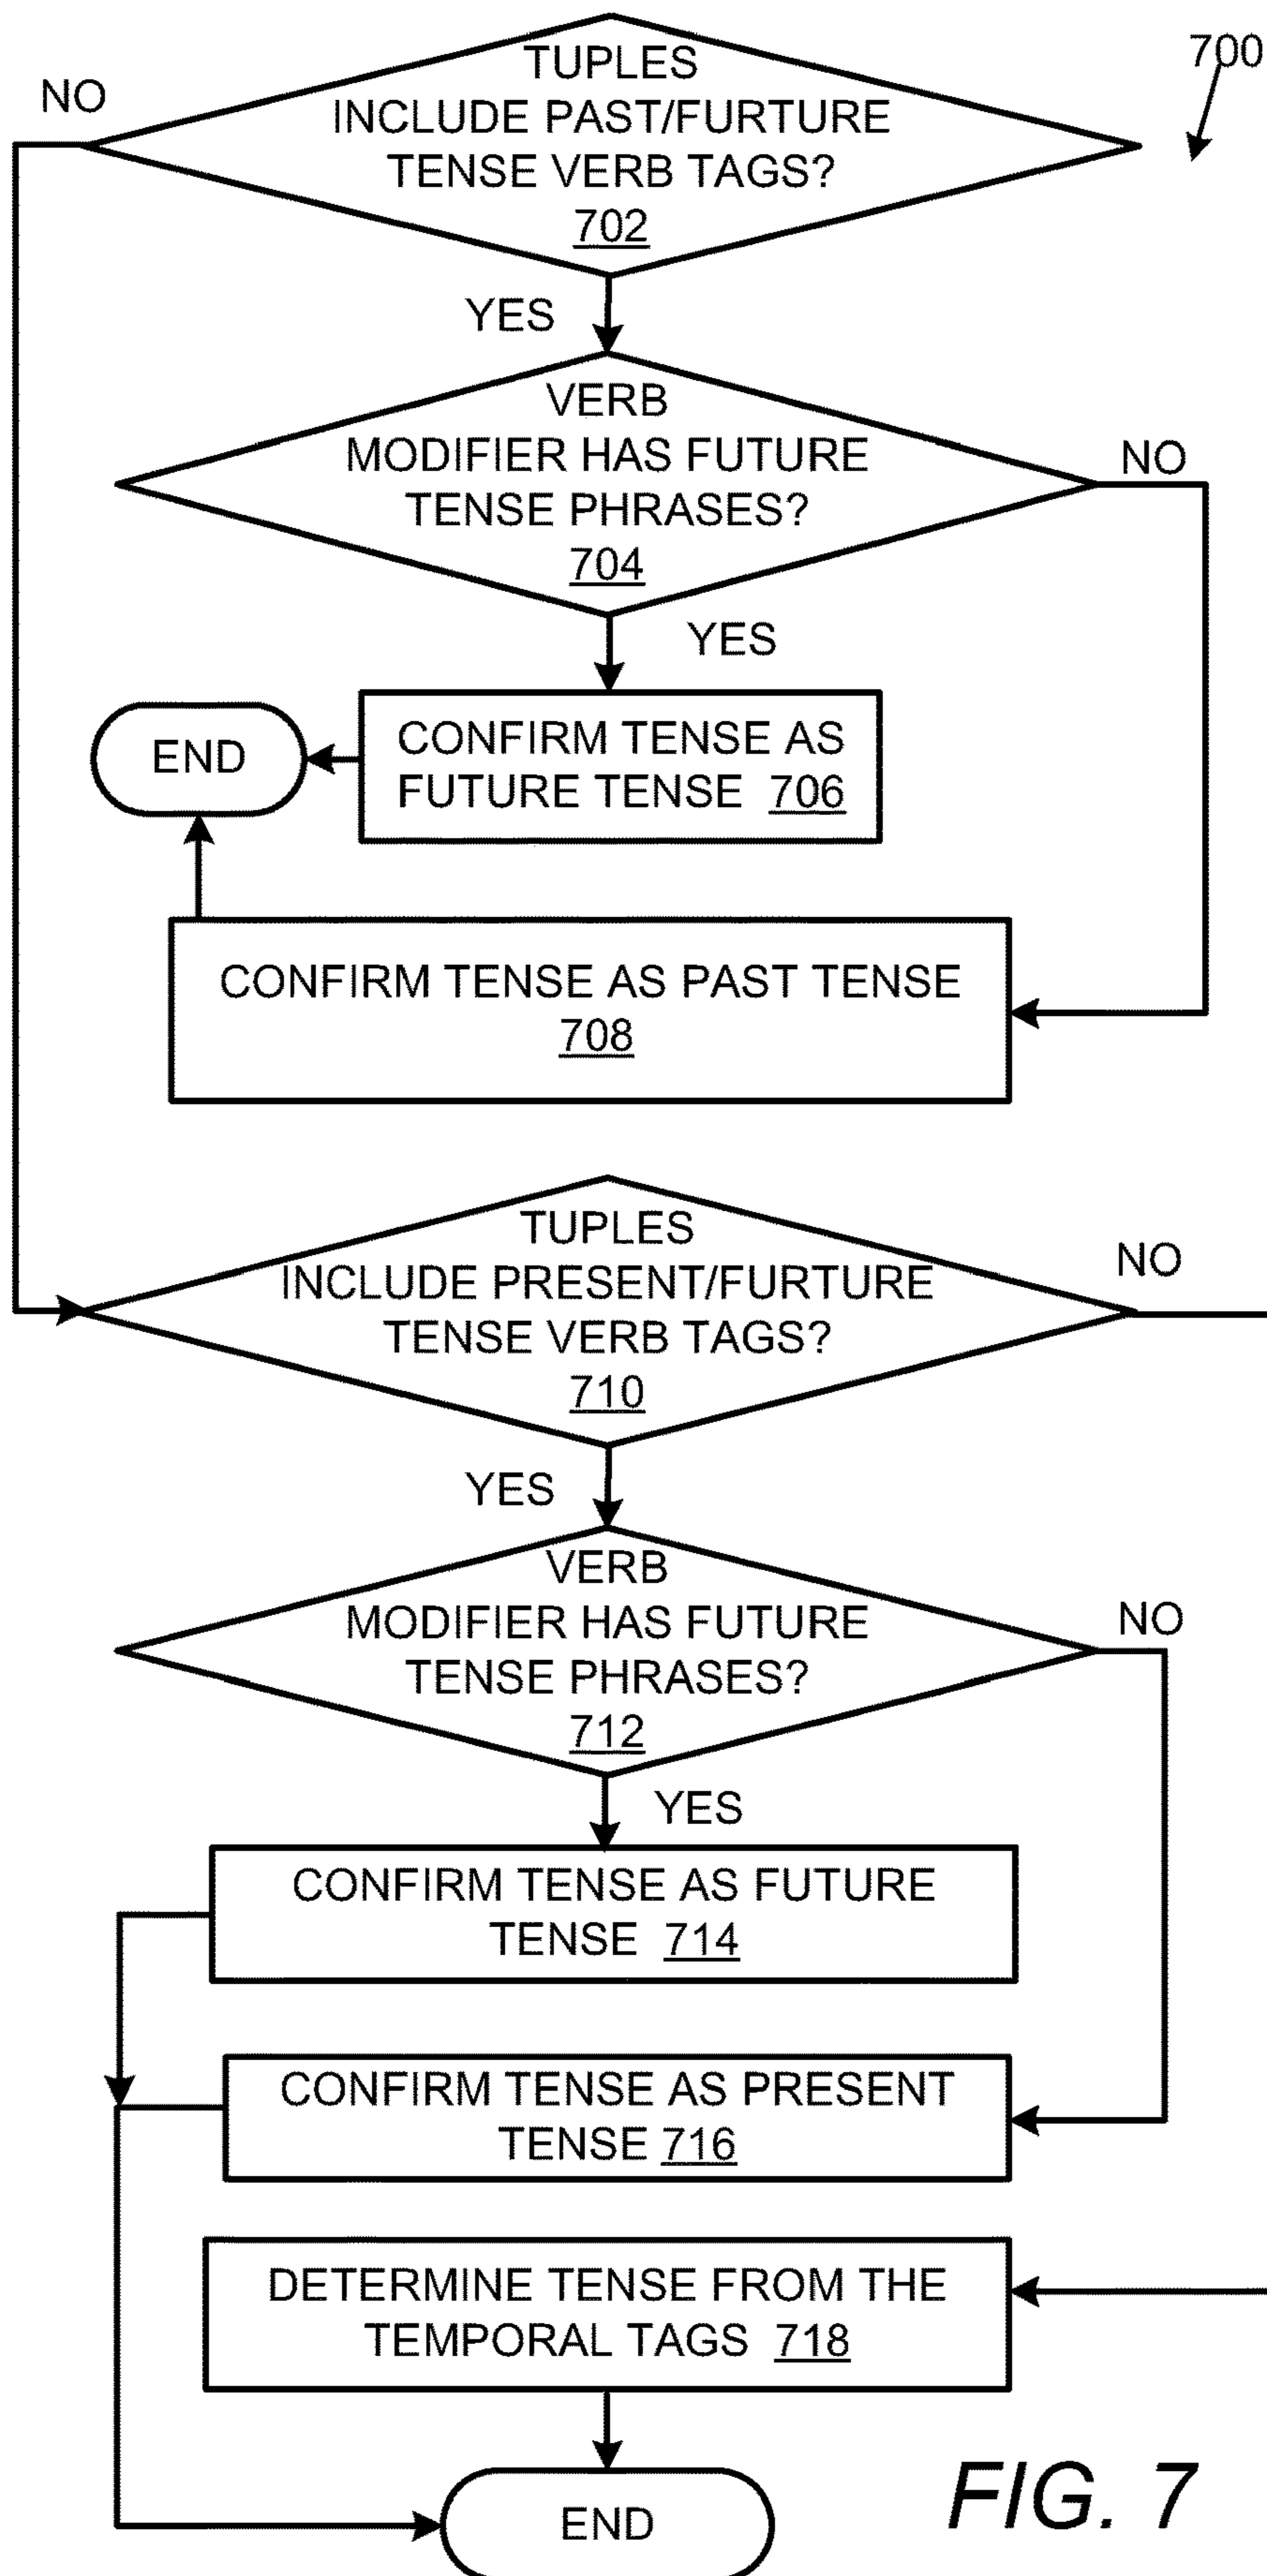 700
TUPLES
INCLUDE PAST/FURTURE
TENSE VERB TAGS?
702
NO
YES
VERB
MODIFIER HAS FUTURE
TENSE PHRASES?
704
NO
YES
CONFIRM TENSE AS
FUTURE TENSE 706
END
CONFIRM TENSE AS PAST TENSE
708
TUPLES
INCLUDE PRESENT/FURTURE
TENSE VERB TAGS?
710
NO
YES
VERB
MODIFIER HAS FUTURE
TENSE PHRASES?
712
NO
YES
CONFIRM TENSE AS FUTURE
TENSE 714
CONFIRM TENSE AS PRESENT
TENSE 716
DETERMINE TENSE FROM THE
TEMPORAL TAGS 718
END
FIG. 7